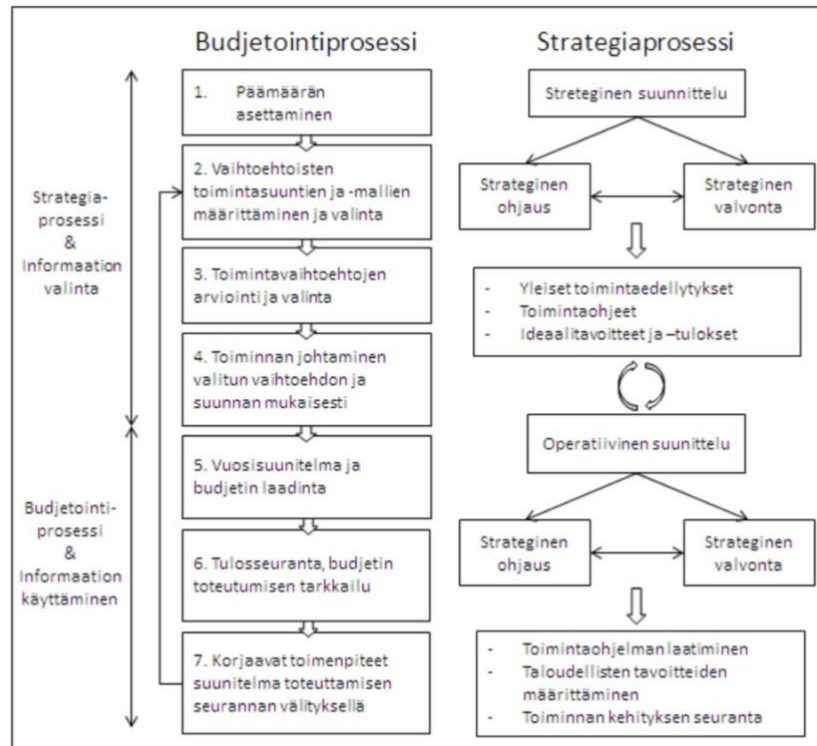 Budjetointiprosessi
1. Päämäärän
asettaminen
2. Vaihtoehtoisten
toimintasuuntien ja -mallien
määrittäminen ja valinta
3. Toimintavaihtoehtojen
arviointi ja valinta
4. Toiminnan johtaminen
valitun vaihtoehdon ja
suunnan mukaisesti
5. Vuosisuunitelma ja
budjetin laadinta
6. Tulosseuranta, budjetin
toteutumisen tarkkailu
7. Korjaavat toimenpiteet
suunitelma toteuttamisen
seurannan välityksellä
Strategia-
prosessi
&
Informaation
valinta
Budjetointi-
prosessi
&
Informaation
käyttäminen
Strategiaprosessi
Streteginen suunnittelu
Strateginen
ohjaus
Strateginen
valvonta
- Yleiset toimintaedellytykset
- Toimintaohjeet
- Ideaalitavoitteet ja –tulokset
Operatiivinen suunittelu
Strateginen
ohjaus
Strateginen
valvonta
- Toimintaohjelman laatiminen
- Taloudellisten tavoitteiden
määrittäminen
- Toiminnan kehityksen seuranta